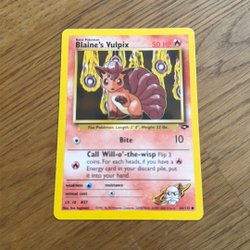 Basic Pokémon
Blaine's Vulpix 50 HP
Fox Pokémon. Length: 2' 0", Weight: 22 lbs.
Bite 10
Call Will-o'-the-wisp Flip 3
coins. For each heads, if you have a
Energy card in your discard pile, put
it into your hand.
weakness
resistance
retreat cost